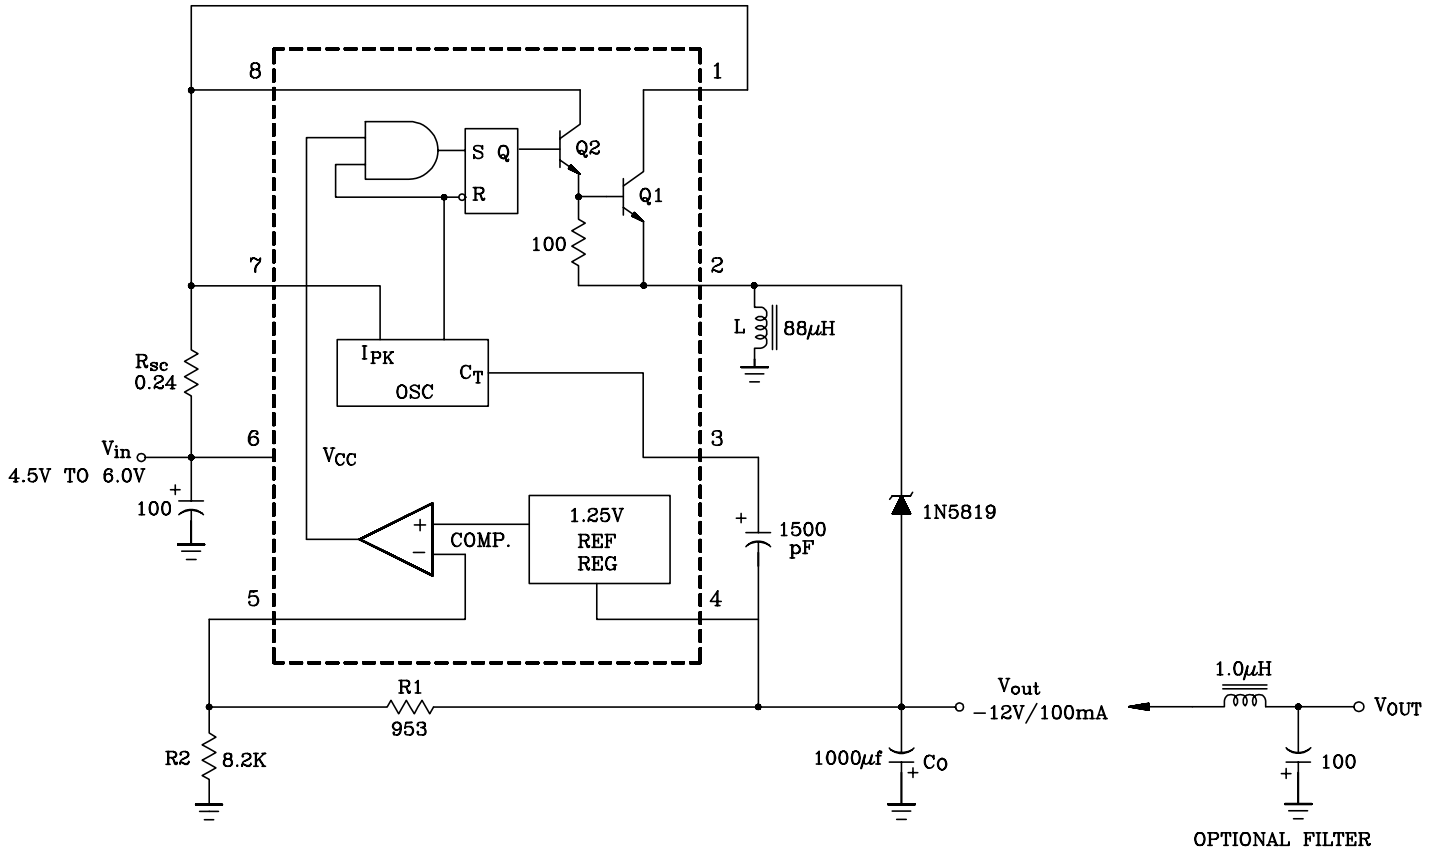 8
1
S Q
R
Q2
Q1
100
7
2
L
88μH
Rsc
0.24
IPK
CT
OSC
Vin
4.5V TO 6.0V
6
3
VCC
+
100
+
1500
pF
1N5819
+
−
COMP.
1.25V
REF
REG
5
4
R1
953
R2
8.2K
Vout
−12V/100mA
1000μf
+
CO
1.0μH
VOUT
+
100
OPTIONAL FILTER